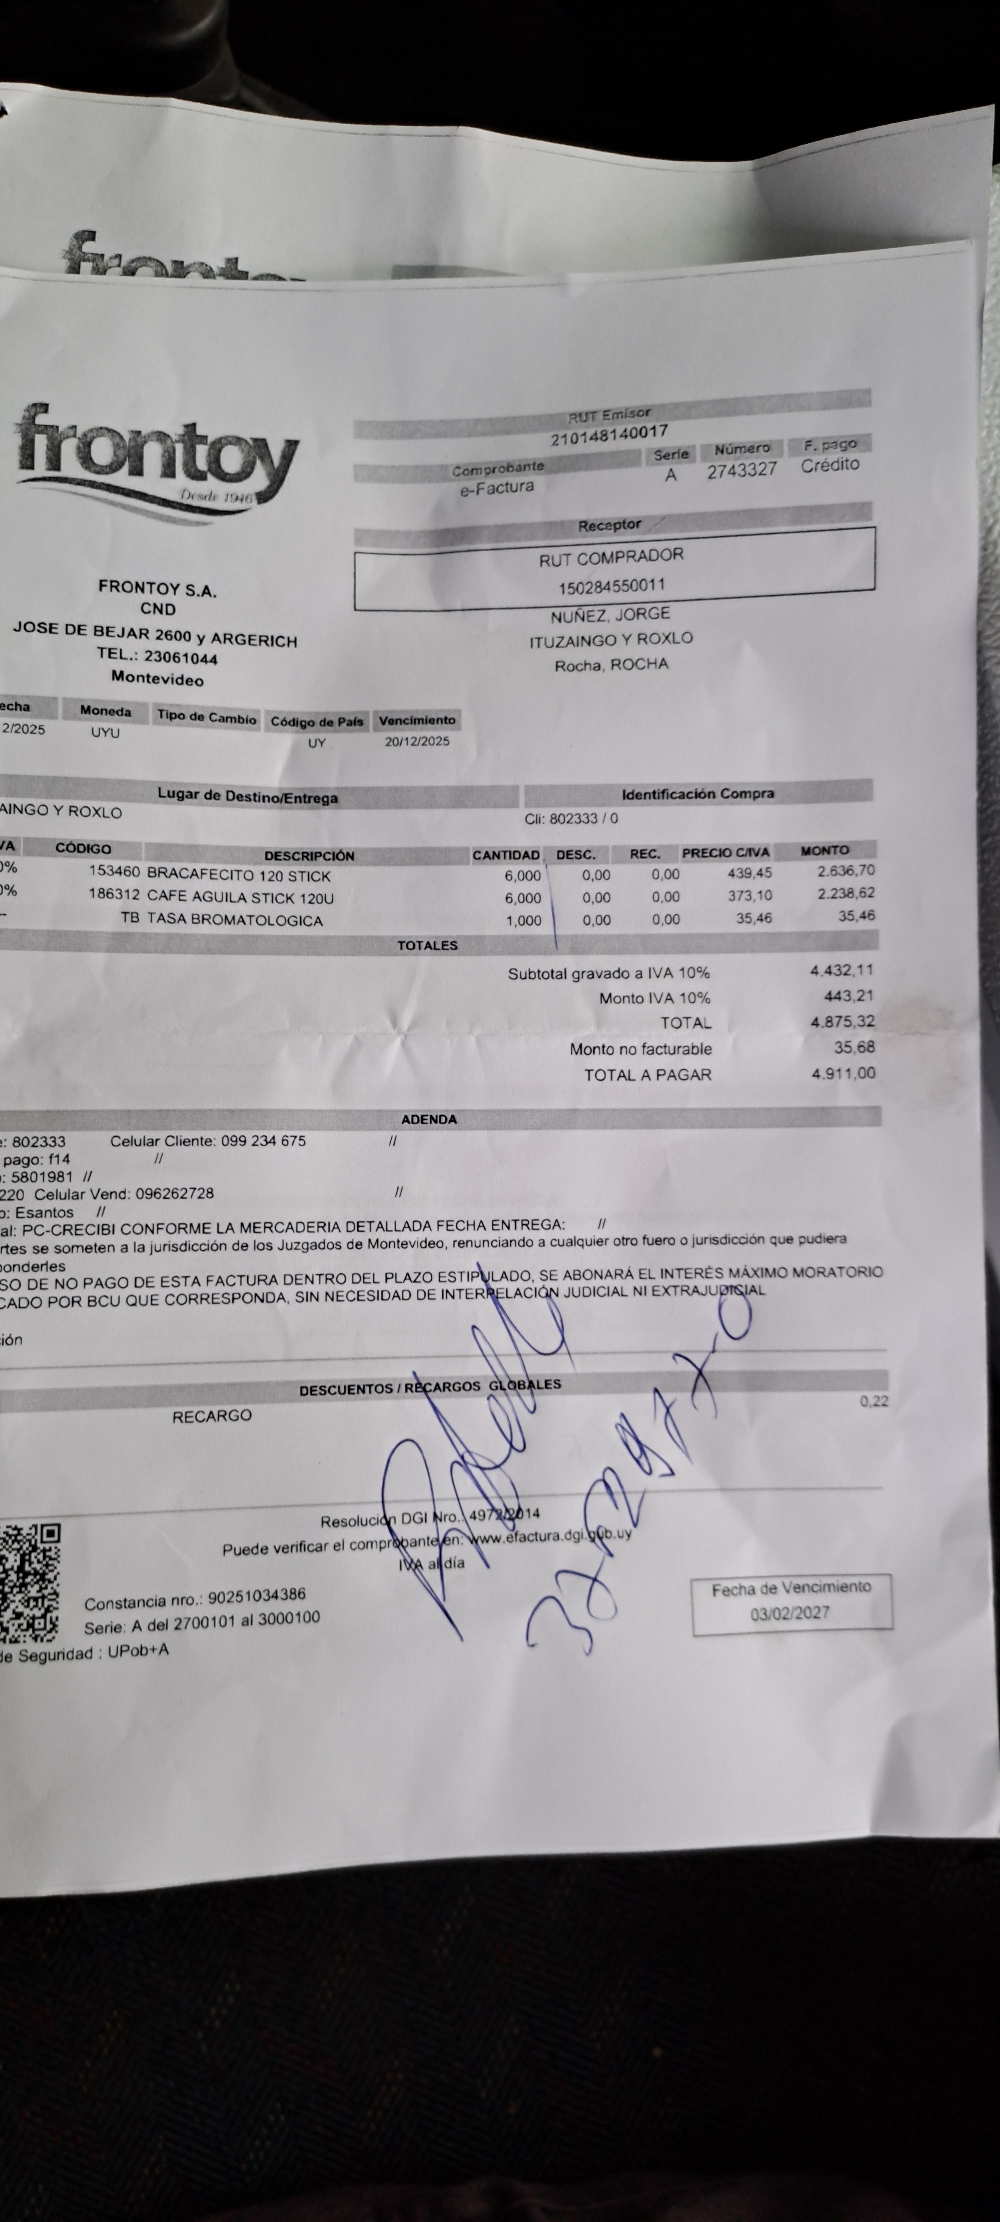 frontoy
frontoy
Desde 1946
RUT Emisor
210148140017
Comprobante Serie Número F. pago
e-Factura A 2743327 Crédito
Receptor
RUT COMPRADOR
150284550011
NUÑEZ, JORGE
ITUZAINGO Y ROXLO
Rocha, ROCHA
FRONTOY S.A.
CND
JOSE DE BEJAR 2600 y ARGERICH
TEL.: 23061044
Montevideo
echa Moneda Tipo de Cambio Código de País Vencimiento
2/2025 UYU UY 20/12/2025
Lugar de Destino/Entrega Identificación Compra
AINGO Y ROXLO Cli: 802333 / 0
VA CÓDIGO DESCRIPCIÓN CANTIDAD DESC. REC. PRECIO C/IVA MONTO
0% 153460 BRACAFECITO 120 STICK 6,000 0,00 0,00 439,45 2.636,70
0% 186312 CAFE AGUILA STICK 120U 6,000 0,00 0,00 373,10 2.238,62
-- TB TASA BROMATOLOGICA 1,000 0,00 0,00 35,46 35,46
TOTALES
Subtotal gravado a IVA 10% 4.432,11
Monto IVA 10% 443,21
TOTAL 4.875,32
Monto no facturable 35,68
TOTAL A PAGAR 4.911,00
ADENDA
e: 802333 Celular Cliente: 099 234 675 //
pago: f14 //
: 5801981 //
220 Celular Vend: 096262728 //
o: Esantos //
al: PC-CRECIBI CONFORME LA MERCADERIA DETALLADA FECHA ENTREGA: //
rtes se someten a la jurisdicción de los Juzgados de Montevideo, renunciando a cualquier otro fuero o jurisdicción que pudiera
ponderles
SO DE NO PAGO DE ESTA FACTURA DENTRO DEL PLAZO ESTIPULADO, SE ABONARÁ EL INTERÉS MÁXIMO MORATORIO
CADO POR BCU QUE CORRESPONDA, SIN NECESIDAD DE INTERPELACIÓN JUDICIAL NI EXTRAJUDICIAL
ión
DESCUENTOS / RECARGOS GLOBALES
RECARGO 0,22
Resolución DGI Nro.: 4972/2014
Puede verificar el comprobante en: www.efactura.dgi.gub.uy
IVA al día
Constancia nro.: 90251034386
Serie: A del 2700101 al 3000100
de Seguridad : UPob+A
Fecha de Vencimiento
03/02/2027